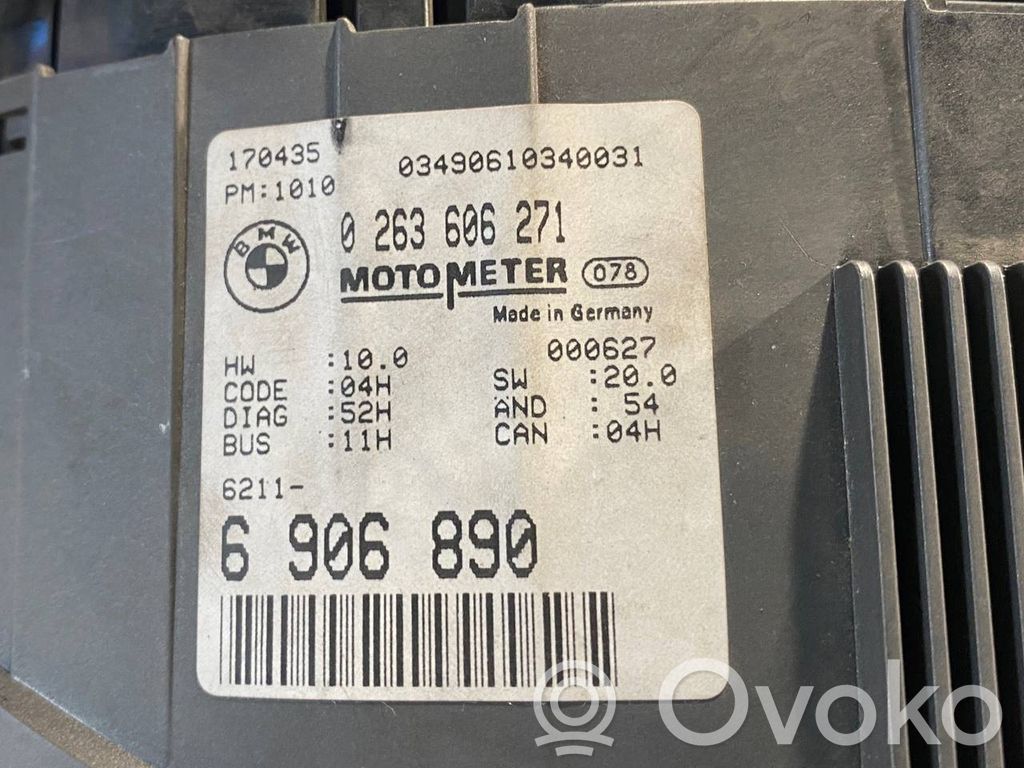 170435 03490610340031
PM:1010
BMW
0 263 606 271
MOTOMETER 078
Made in Germany
HW :10.0 000627
CODE :04H SW :20.0
DIAG :52H AND : 54
BUS :11H CAN :04H
6211-
6 906 890
Ovoko